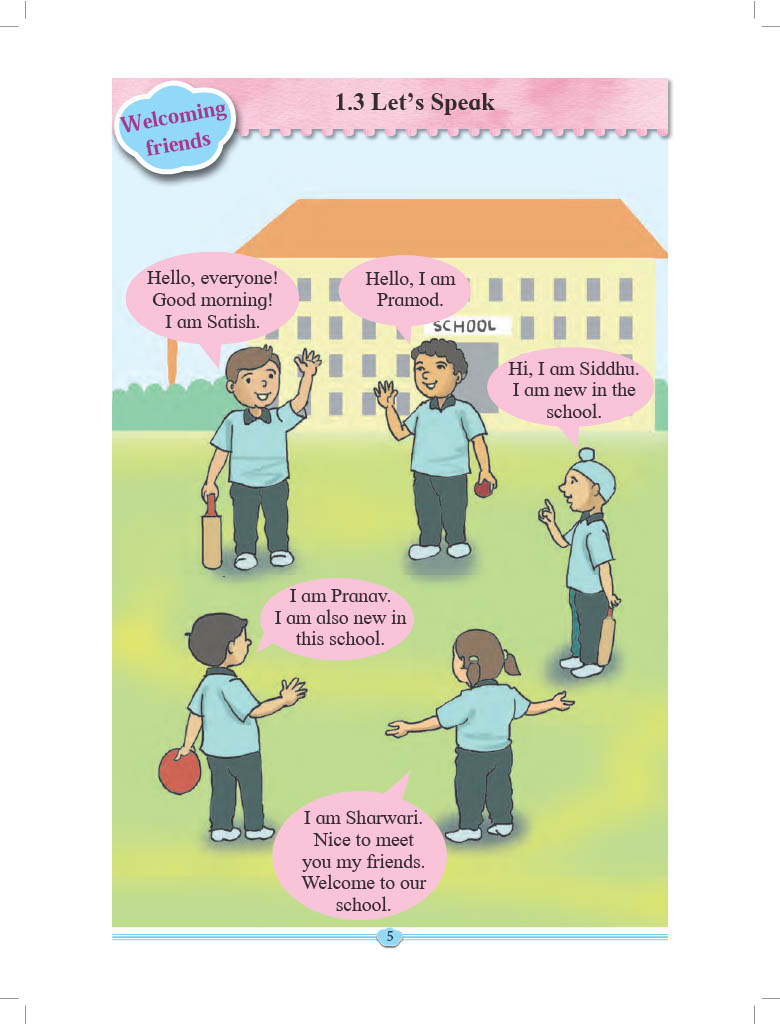 1.3 Let’s Speak
Welcoming
friends
Hello, everyone!
Good morning!
I am Satish.
Hello, I am
Pramod.
SCHOOL
Hi, I am Siddhu.
I am new in the
school.
I am Pranav.
I am also new in
this school.
I am Sharwari.
Nice to meet
you my friends.
Welcome to our
school.
5